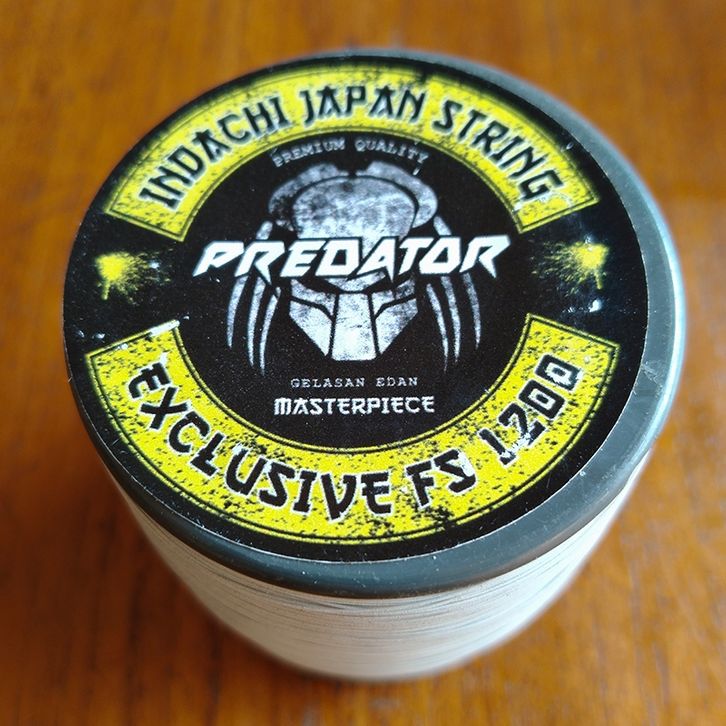 INDACHI JAPAN STRING
PREMIUM QUALITY
PREDATOR
GELASAN EDAN
MASTERPIECE
EXCLUSIVE FS 1200